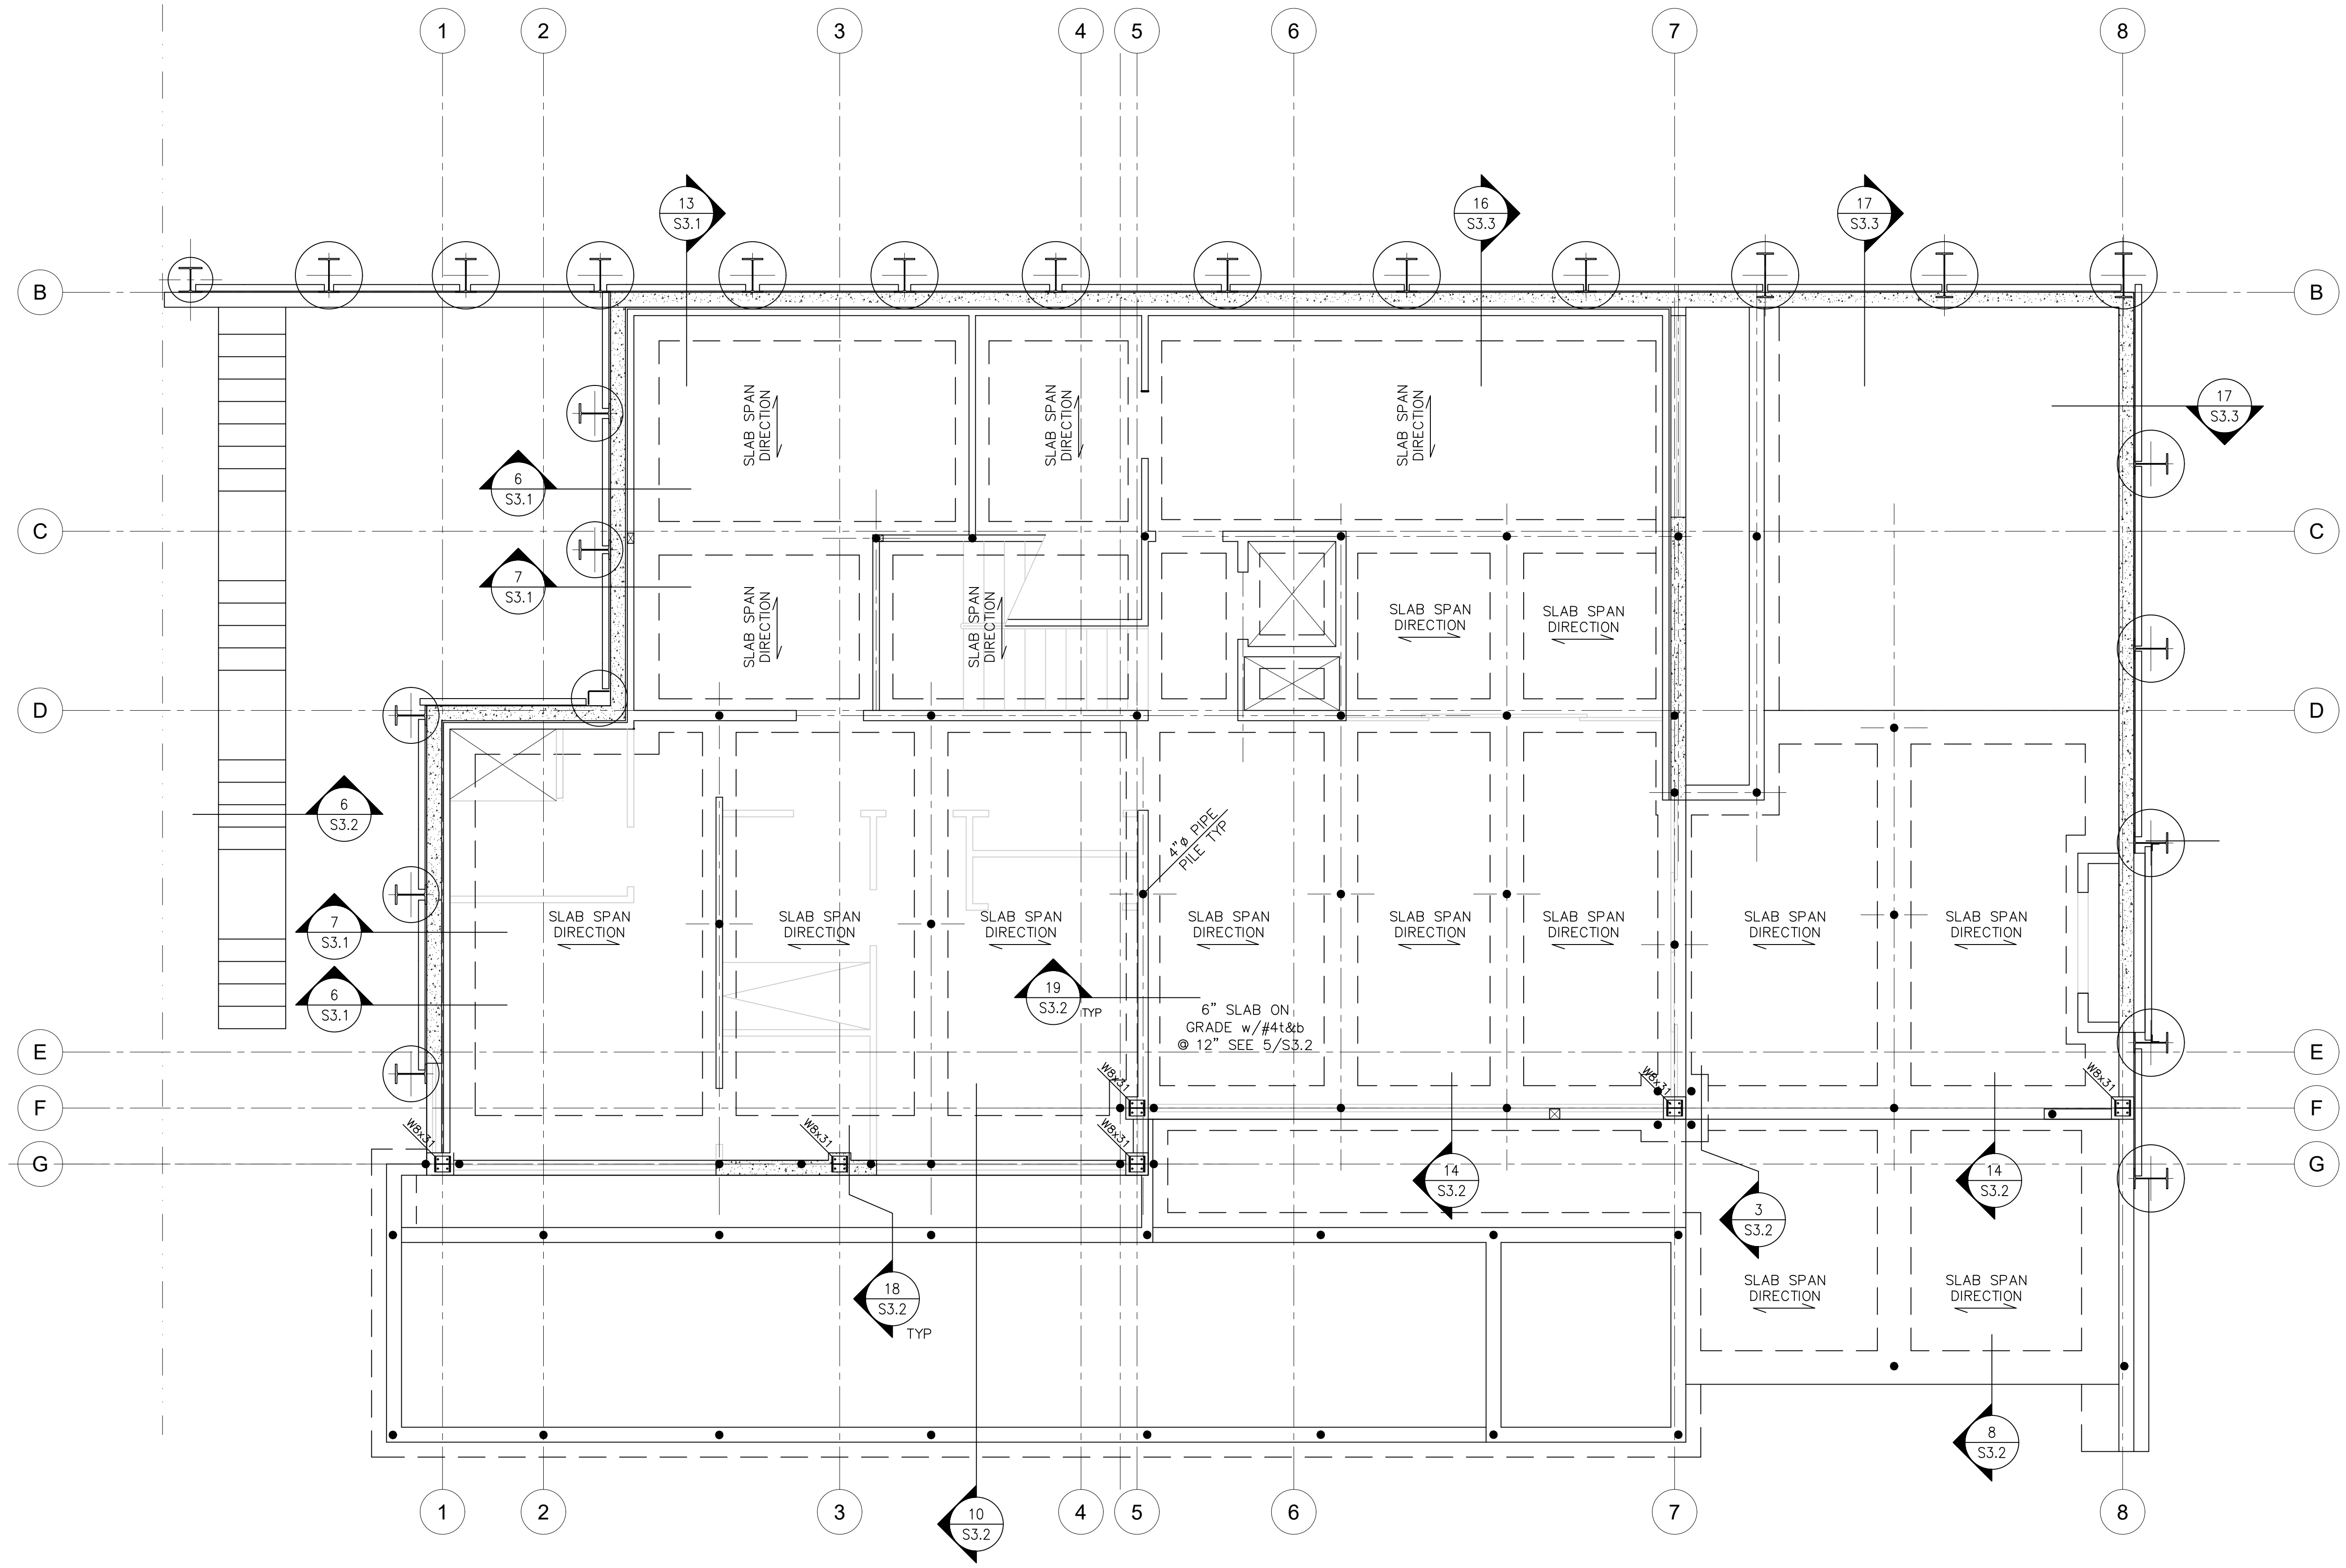 1 2 3 4 5 6 7 8
13
S3.1
16
S3.3
17
S3.3
B B
SLAB SPAN
DIRECTION
SLAB SPAN
DIRECTION
SLAB SPAN
DIRECTION
17
S3.3
6
S3.1
C C
7
S3.1
SLAB SPAN
DIRECTION
SLAB SPAN
DIRECTION
SLAB SPAN
DIRECTION
SLAB SPAN
DIRECTION
D D
6
S3.2
4"ø PIPE
PILE TYP
7
S3.1
SLAB SPAN
DIRECTION
SLAB SPAN
DIRECTION
SLAB SPAN
DIRECTION
SLAB SPAN
DIRECTION
SLAB SPAN
DIRECTION
SLAB SPAN
DIRECTION
SLAB SPAN
DIRECTION
SLAB SPAN
DIRECTION
6
S3.1
19
S3.2
TYP
6" SLAB ON
GRADE w/#4t&b
@ 12" SEE 5/S3.2
E E
W8x31
W8x31
W8x31
F F
W8x31
W8x31
W8x31
G G
14
S3.2
14
S3.2
3
S3.2
18
S3.2
TYP
SLAB SPAN
DIRECTION
SLAB SPAN
DIRECTION
8
S3.2
10
S3.2
1 2 3 4 5 6 7 8